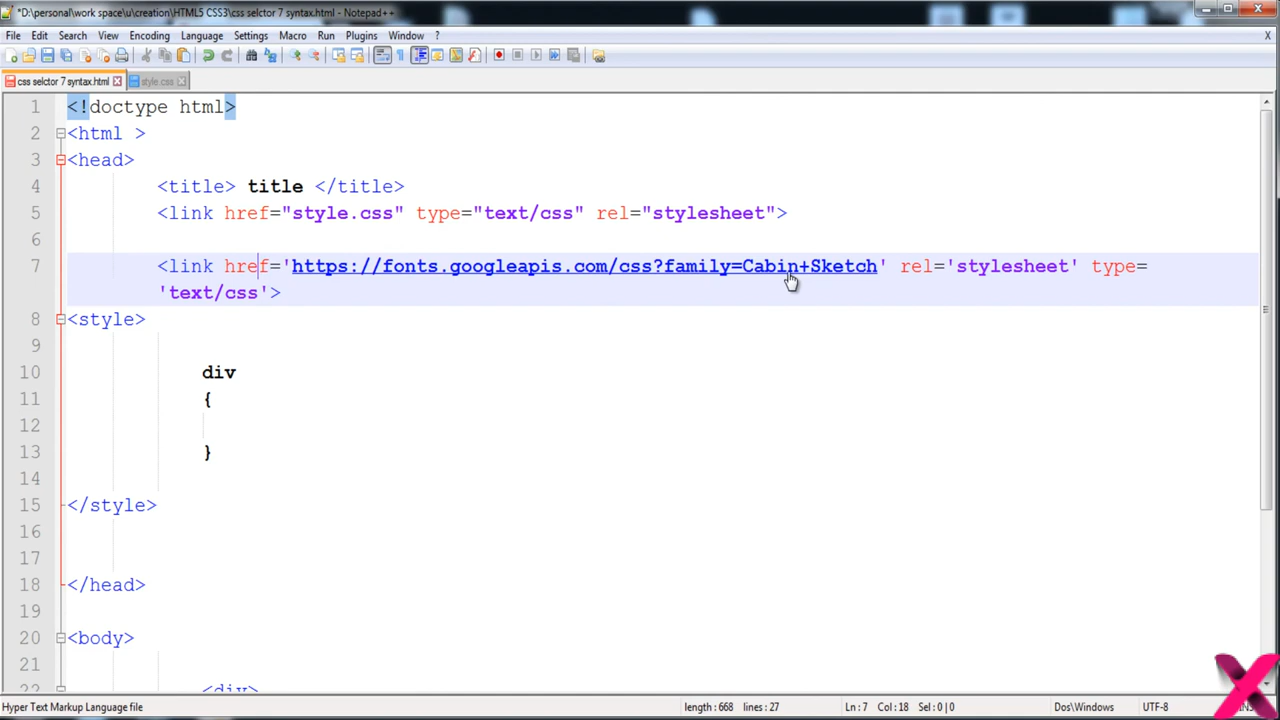 *D:\personal\work space\u\creation\HTML5 CSS3\css selctor 7 syntax.html - Notepad++
File Edit Search View Encoding Language Settings Macro Run Plugins Window ? X
css selctor 7 syntax.html style.css
1 <!doctype html>
2 <html >
3 <head>
4 <title> title </title>
5 <link href="style.css" type="text/css" rel="stylesheet">
6
7 <link href='https://fonts.googleapis.com/css?family=Cabin+Sketch' rel='stylesheet' type=
'text/css'>
8 <style>
9
10 div
11 {
12
13 }
14
15 </style>
16
17
18 </head>
19
20 <body>
21
22 <div>
Hyper Text Markup Language file length : 668 lines : 27 Ln : 7 Col : 18 Sel : 0 | 0 Dos\Windows UTF-8